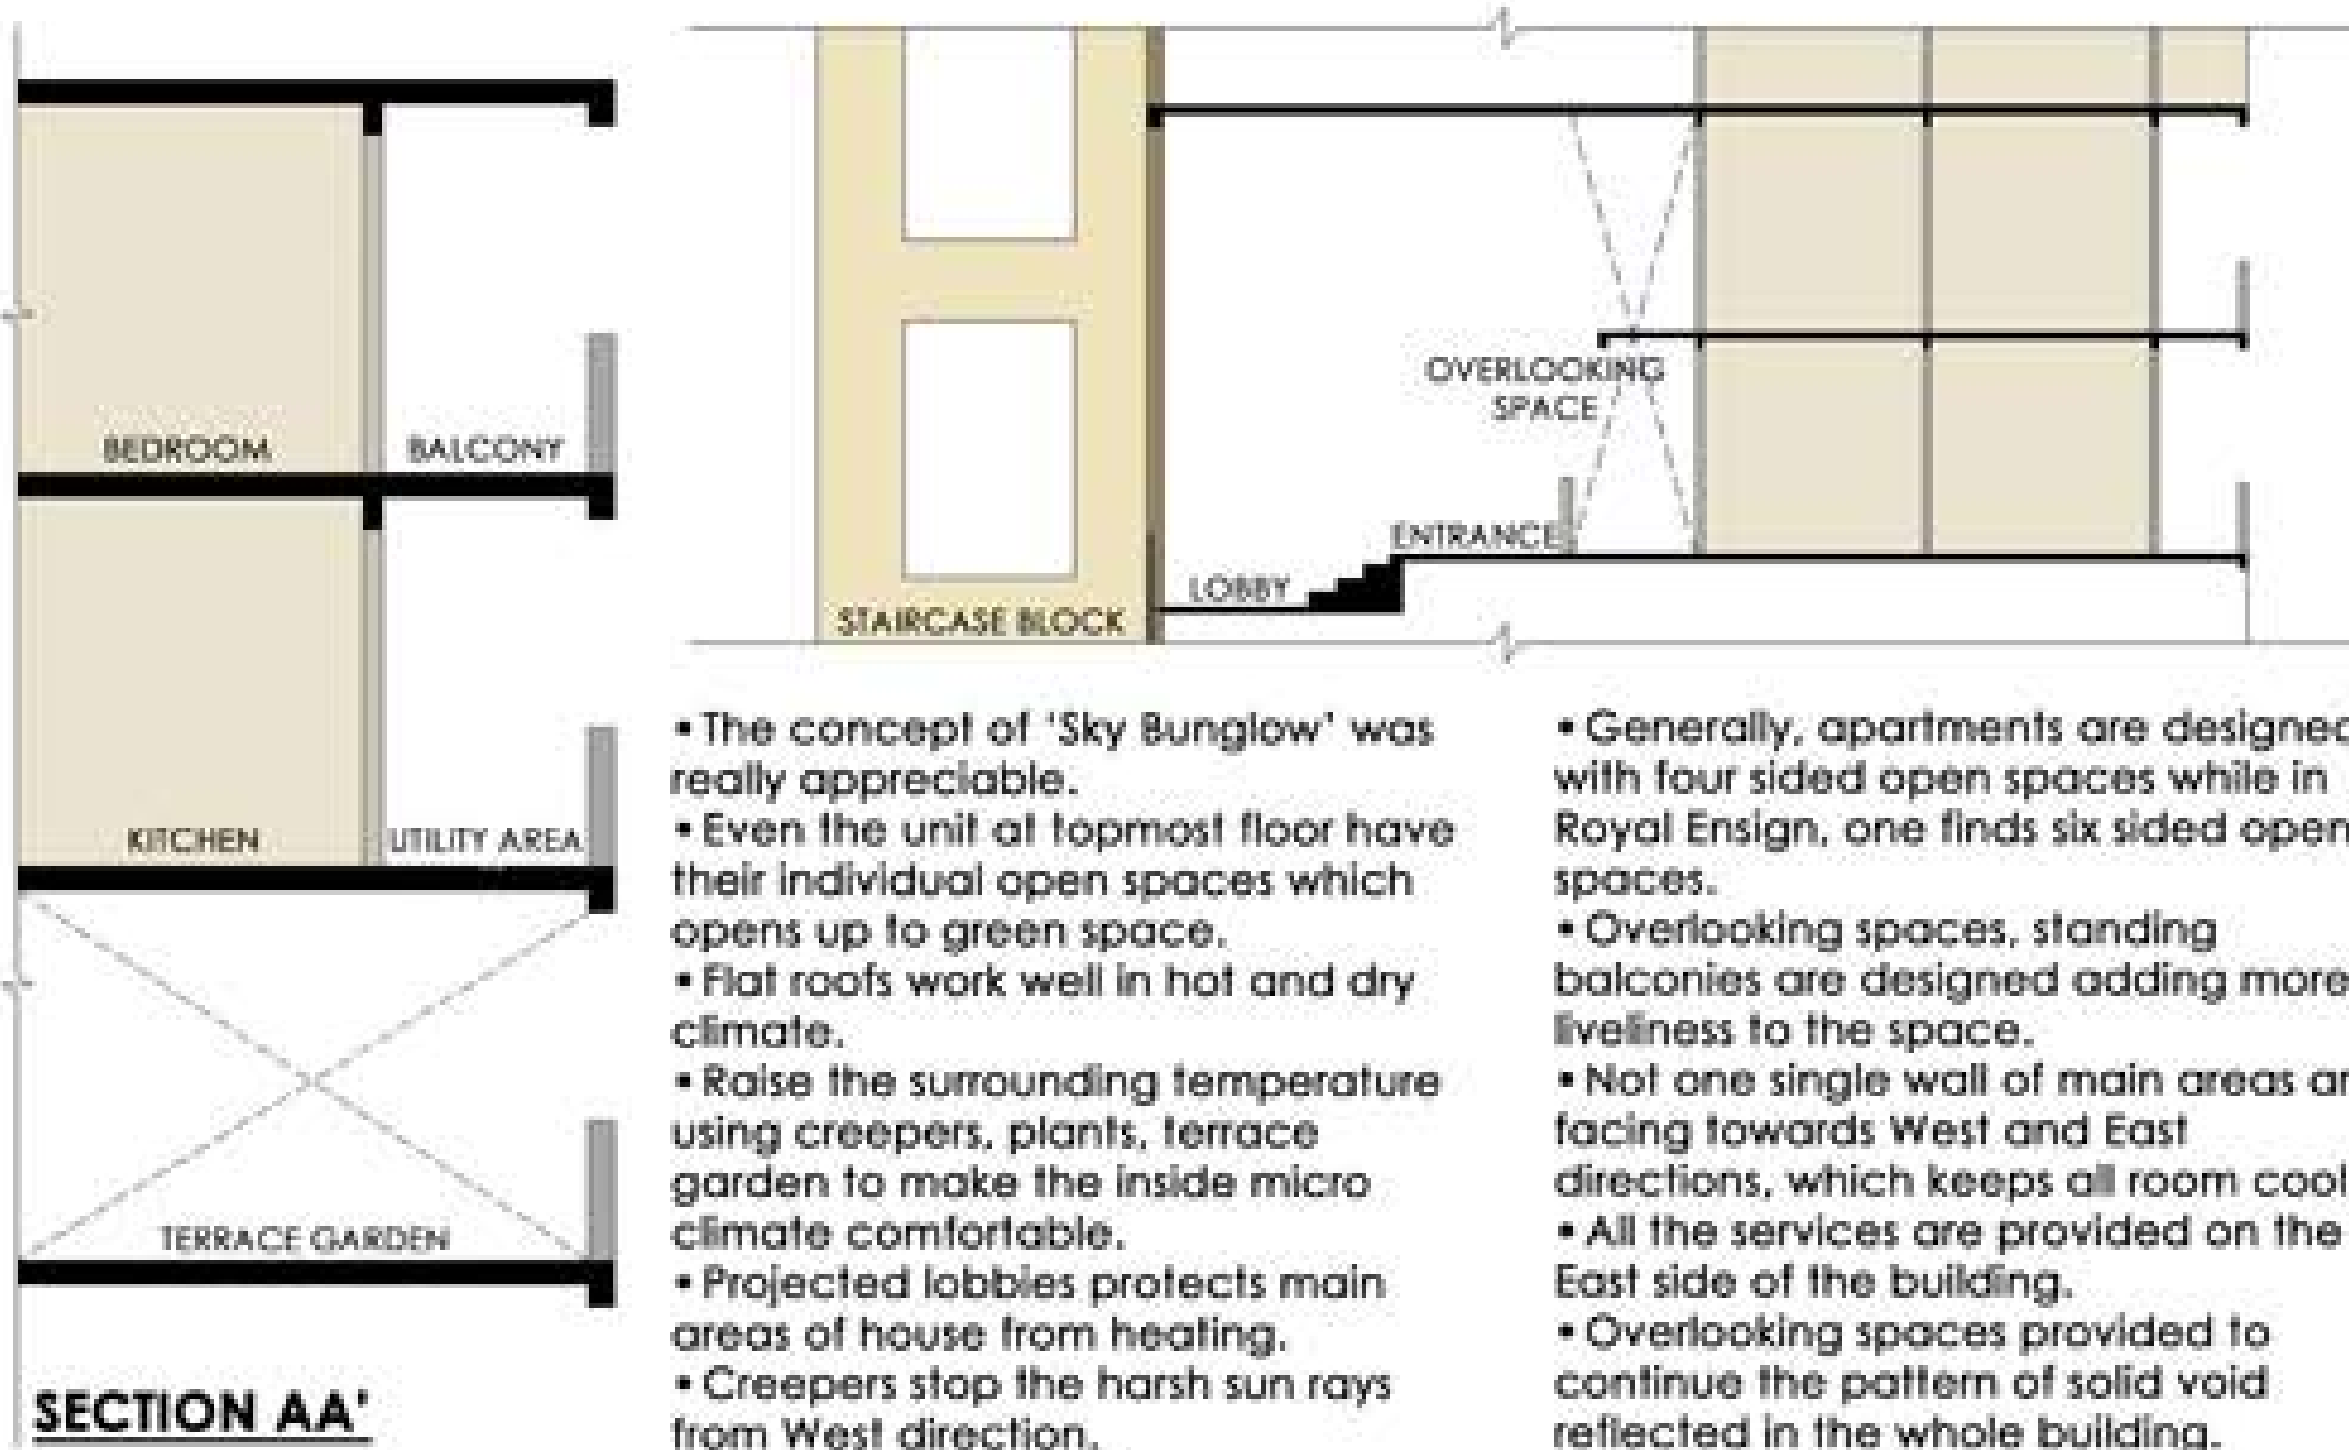 BEDROOM
BALCONY
KITCHEN
UTILITY AREA
TERRACE GARDEN
SECTION AA'
OVERLOOKING
SPACE
ENTRANCE
LOBBY
STAIRCASE BLOCK
• The concept of 'Sky Bunglow' was
really appreciable.
• Even the unit at topmost floor have
their individual open spaces which
opens up to green space.
• Flat roofs work well in hot and dry
climate.
• Raise the surrounding temperature
using creepers, plants, terrace
garden to make the inside micro
climate comfortable.
• Projected lobbies protects main
areas of house from heating.
• Creepers stop the harsh sun rays
from West direction.
• Generally, apartments are designed
with four sided open spaces while in
Royal Ensign, one finds six sided open
spaces.
• Overlooking spaces, standing
balconies are designed adding more
liveliness to the space.
• Not one single wall of main areas ar
facing towards West and East
directions, which keeps all room cool
• All the services are provided on the
East side of the building.
• Overlooking spaces provided to
continue the pattern of solid void
reflected in the whole building.